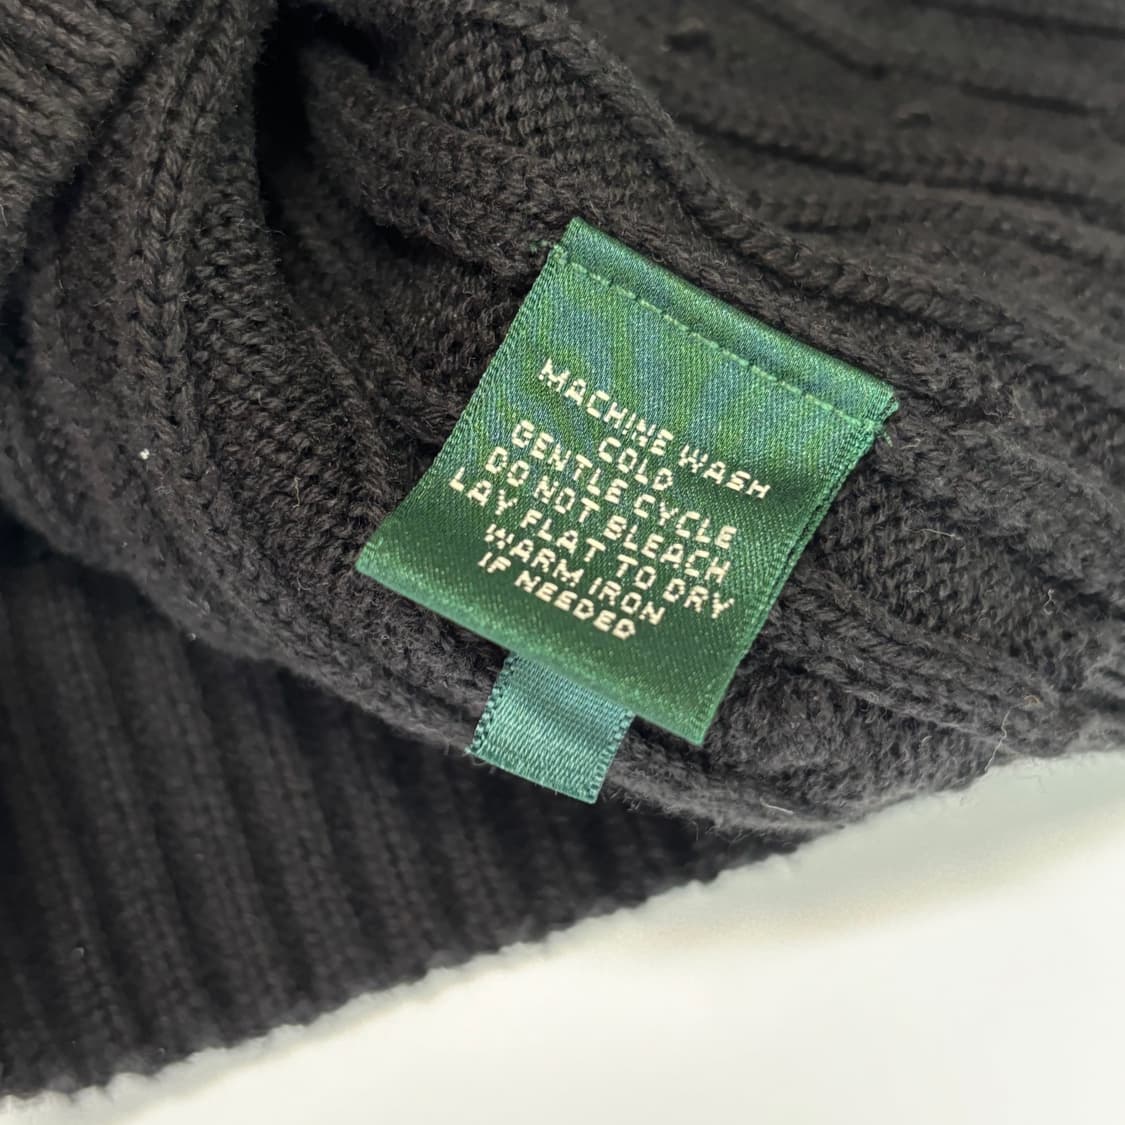 MACHINE WASH
COLD
GENTLE CYCLE
DO NOT BLEACH
LAY FLAT TO DRY
WARM IRON
IF NEEDED